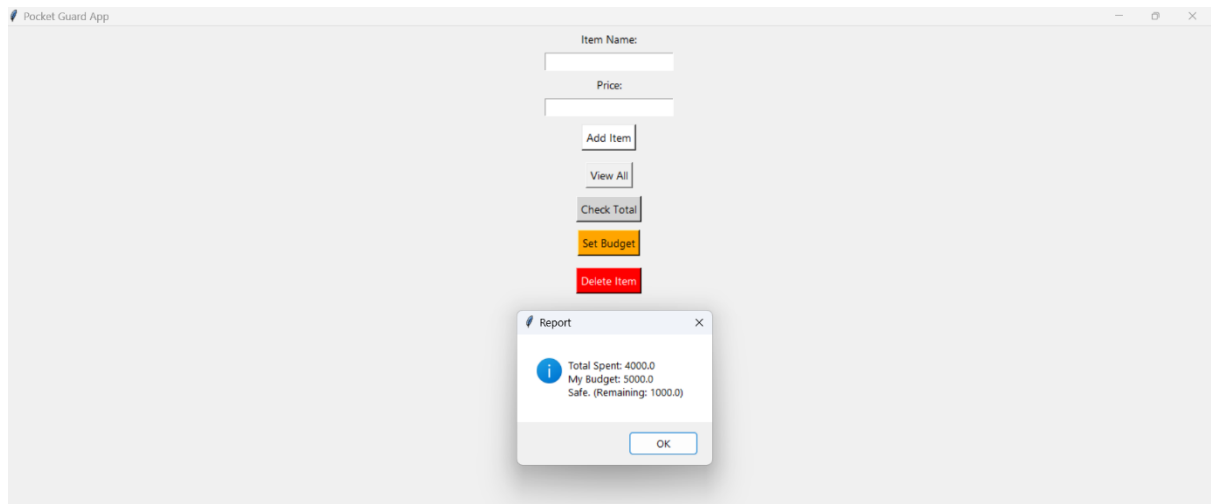 Pocket Guard App
Item Name:
Price:
Add Item
View All
Check Total
Set Budget
Delete Item
Report
Total Spent: 4000.0
My Budget: 5000.0
Safe. (Remaining: 1000.0)
OK